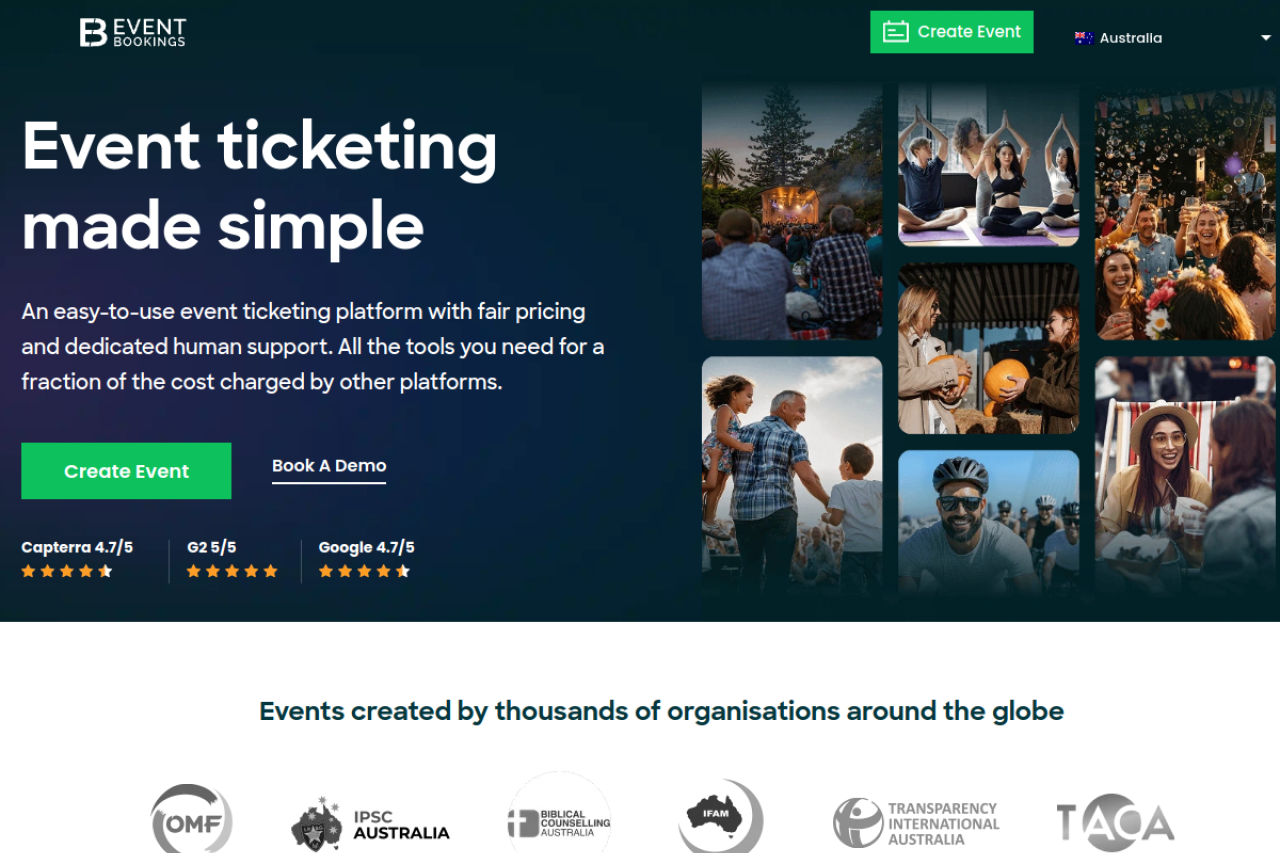 EVENT
BOOKINGS
Create Event
Australia
Event ticketing
made simple
An easy-to-use event ticketing platform with fair pricing
and dedicated human support. All the tools you need for a
fraction of the cost charged by other platforms.
Create Event
Book A Demo
Capterra 4.7/5
G2 5/5
Google 4.7/5
Events created by thousands of organisations around the globe
OMF
IPSC
AUSTRALIA
BIBLICAL
COUNSELLING
AUSTRALIA
IFAM
TRANSPARENCY
INTERNATIONAL
AUSTRALIA
TACA